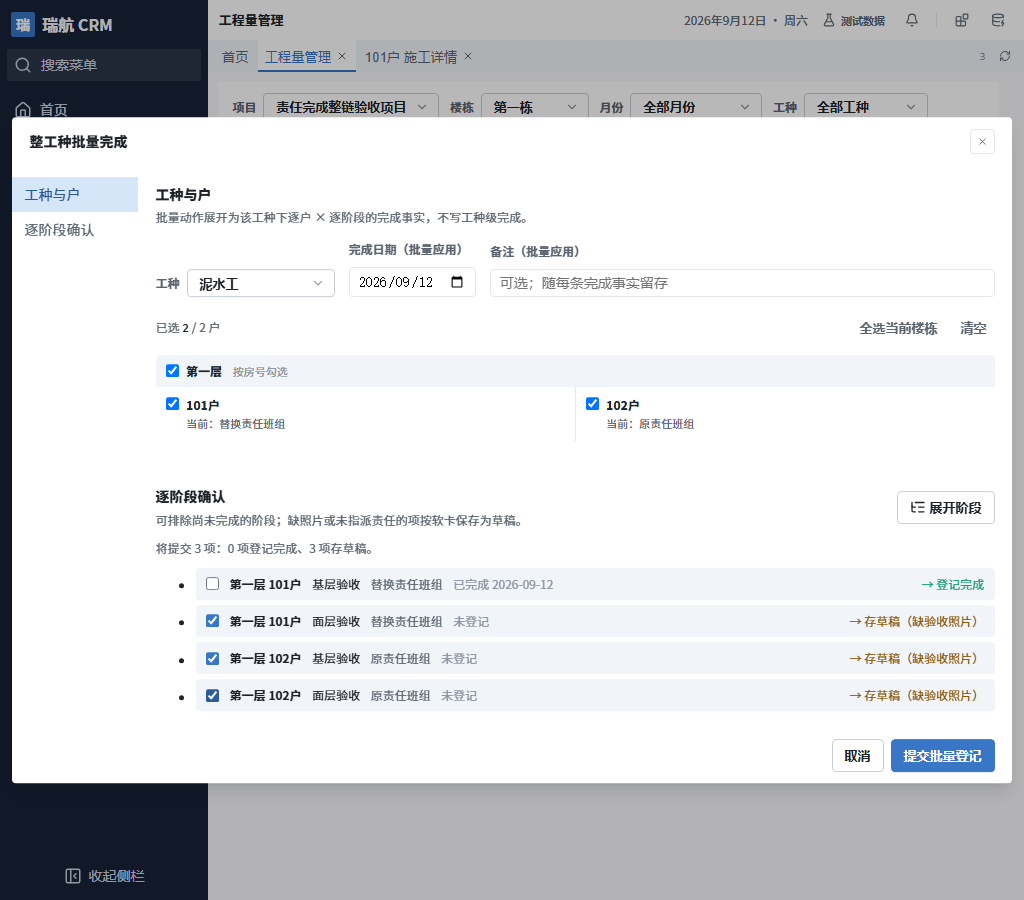 瑞 瑞航 CRM
搜索菜单
首页
工程量管理
2026年9月12日 · 周六
测试数据
首页
工程量管理 ×
101户 施工详情 ×
3
项目 责任完成整链验收项目
楼栋 第一栋
月份 全部月份
工种 全部工种
整工种批量完成
×
工种与户
逐阶段确认
工种与户
批量动作展开为该工种下逐户 × 逐阶段的完成事实，不写工种级完成。
工种 泥水工
完成日期（批量应用）
2026/09/12
备注（批量应用）
可选；随每条完成事实留存
已选 2 / 2 户
全选当前楼栋 清空
第一层 按房号勾选
101户
当前：替换责任班组
102户
当前：原责任班组
逐阶段确认
可排除尚未完成的阶段；缺照片或未指派责任的项按软卡保存为草稿。
展开阶段
将提交 3 项：0 项登记完成、3 项存草稿。
第一层 101户 基层验收 替换责任班组 已完成 2026-09-12 → 登记完成
第一层 101户 面层验收 替换责任班组 未登记 → 存草稿（缺验收照片）
第一层 102户 基层验收 原责任班组 未登记 → 存草稿（缺验收照片）
第一层 102户 面层验收 原责任班组 未登记 → 存草稿（缺验收照片）
取消 提交批量登记
收起侧栏